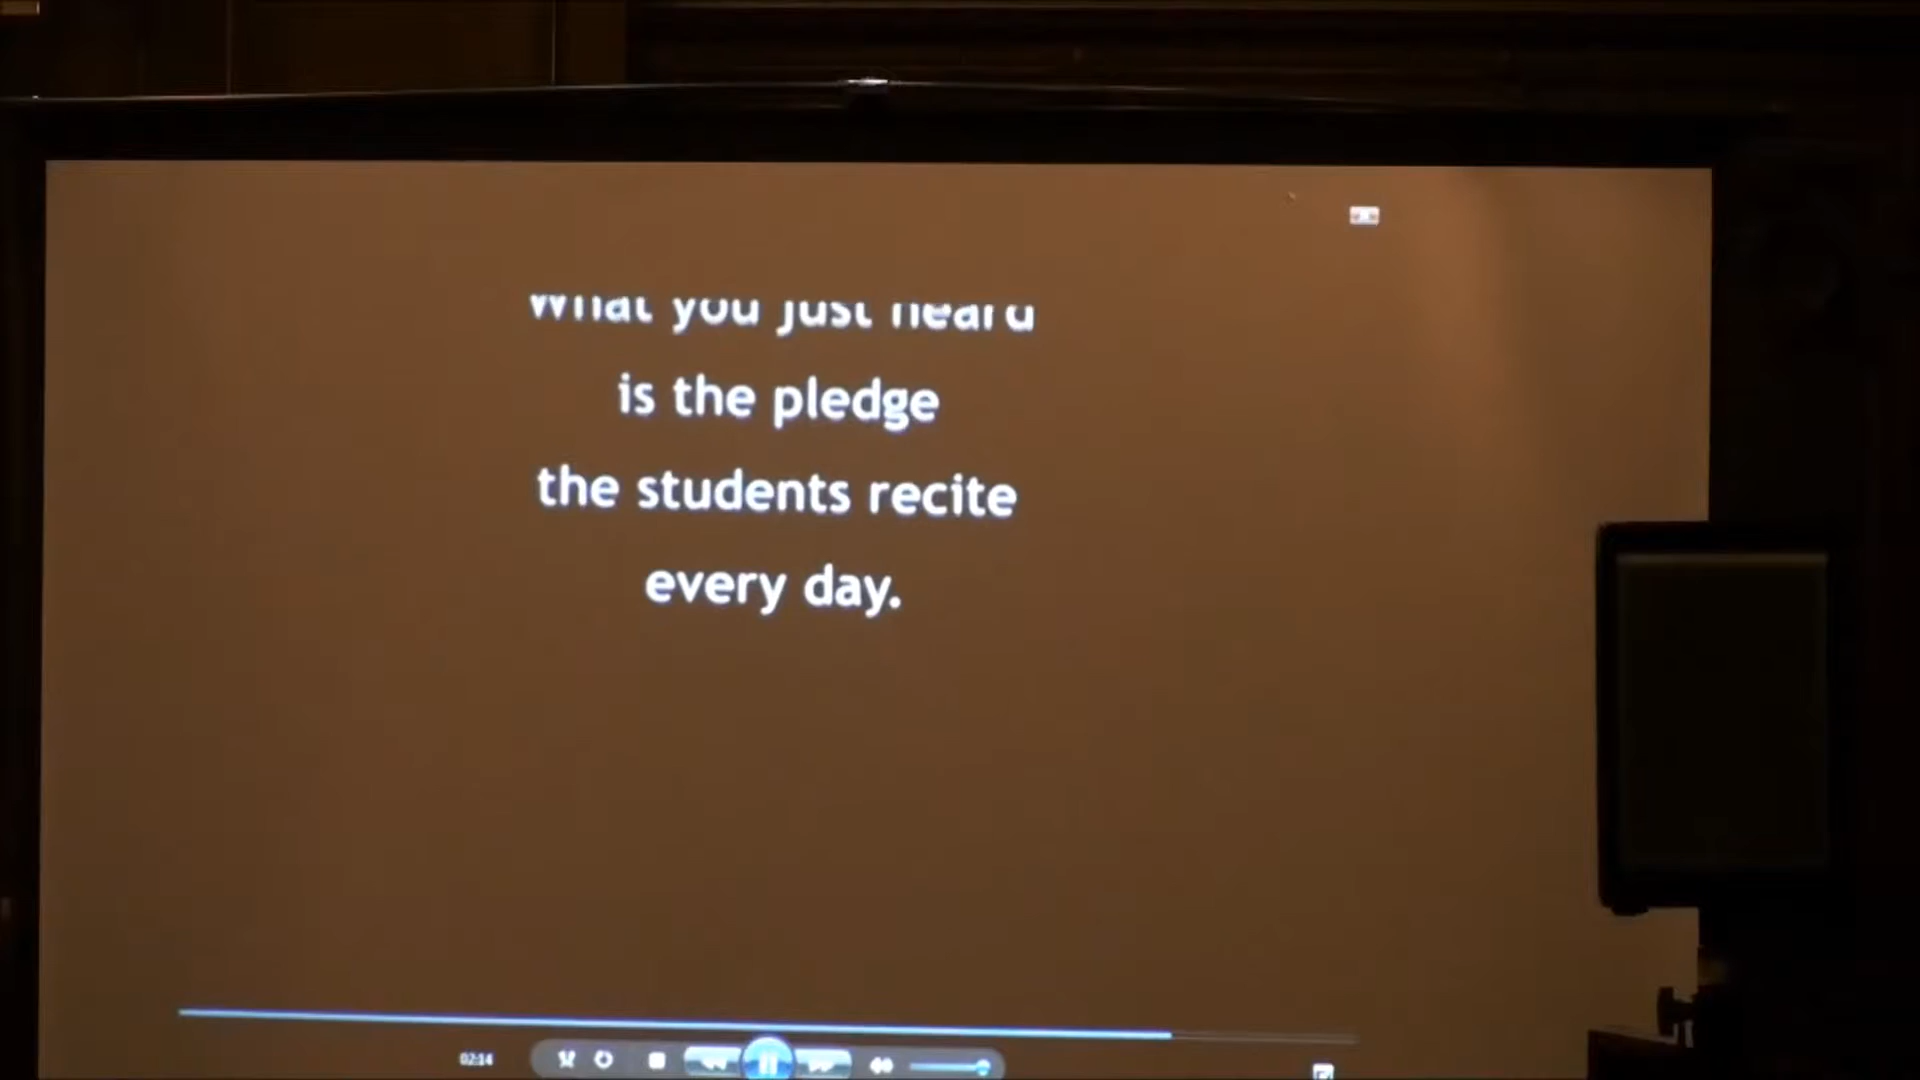 What you just heard
is the pledge
the students recite
every day.
02:14